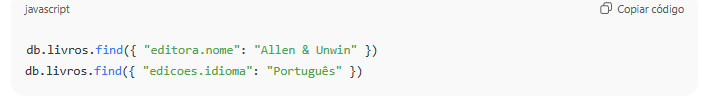 javascript Copiar código
db.livros.find({ "editora.nome": "Allen & Unwin" })
db.livros.find({ "edicoes.idioma": "Português" })